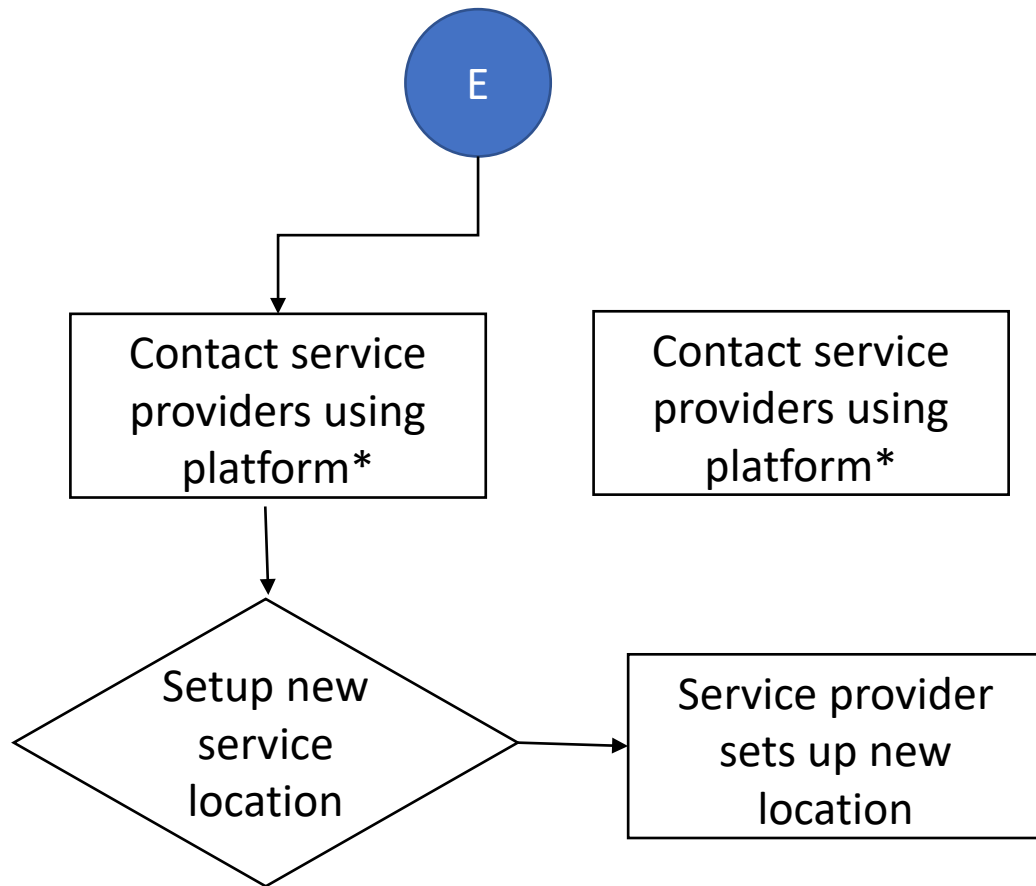 E
Contact service
providers using
platform*
Contact service
providers using
platform*
Setup new
service
location
Service provider
sets up new
location